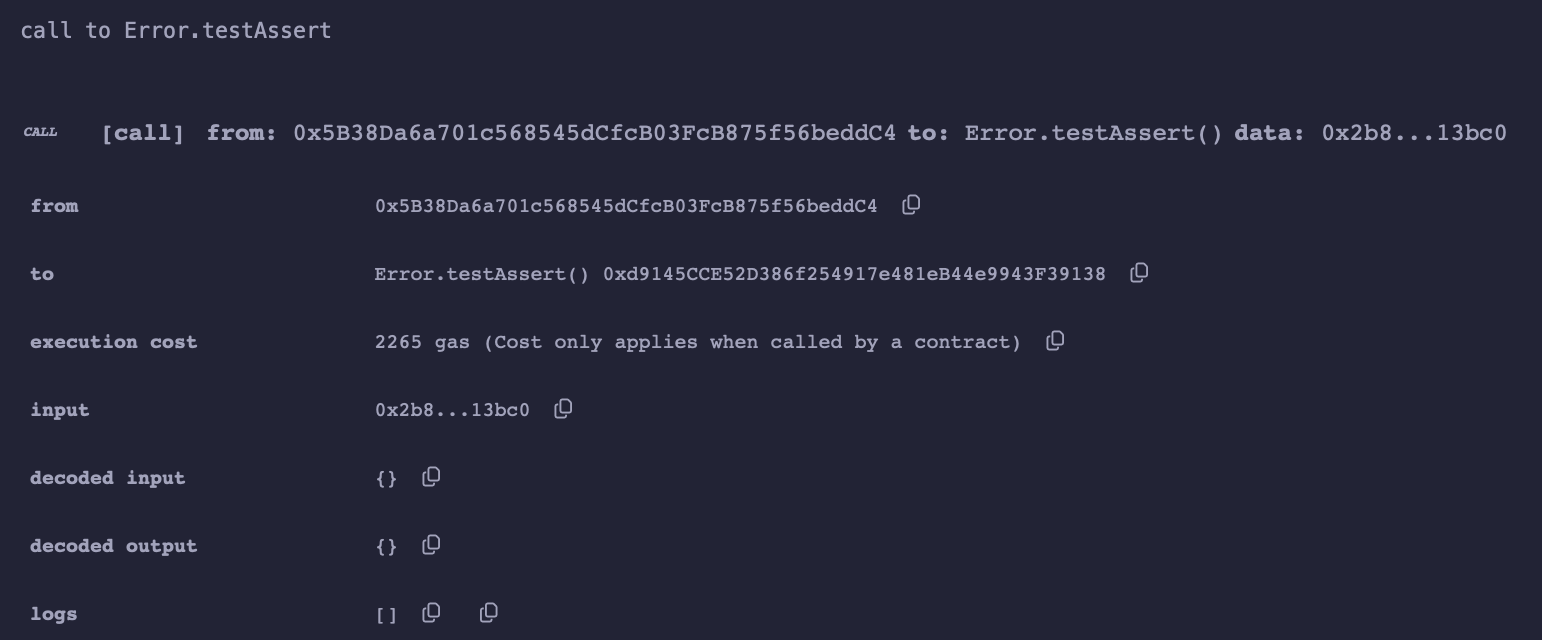 call to Error.testAssert
CALL [call] from: 0x5B38Da6a701c568545dCfcB03FcB875f56beddC4 to: Error.testAssert() data: 0x2b8...13bc0
from 0x5B38Da6a701c568545dCfcB03FcB875f56beddC4
to Error.testAssert() 0xd9145CCE52D386f254917e481eB44e9943F39138
execution cost 2265 gas (Cost only applies when called by a contract)
input 0x2b8...13bc0
decoded input {}
decoded output {}
logs []